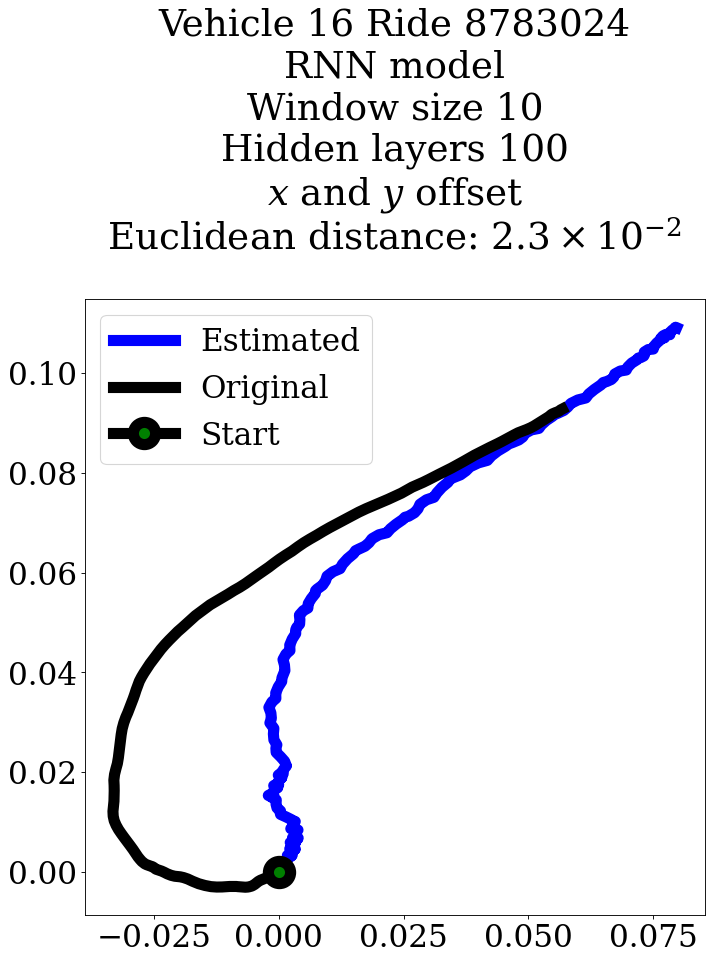 Vehicle 16 Ride 8783024
RNN model
Window size 10
Hidden layers 100
x and y offset
Euclidean distance: 2.3 × 10⁻²
Estimated
Original
Start
0.10
0.08
0.06
0.04
0.02
0.00
−0.025 0.000 0.025 0.050 0.075